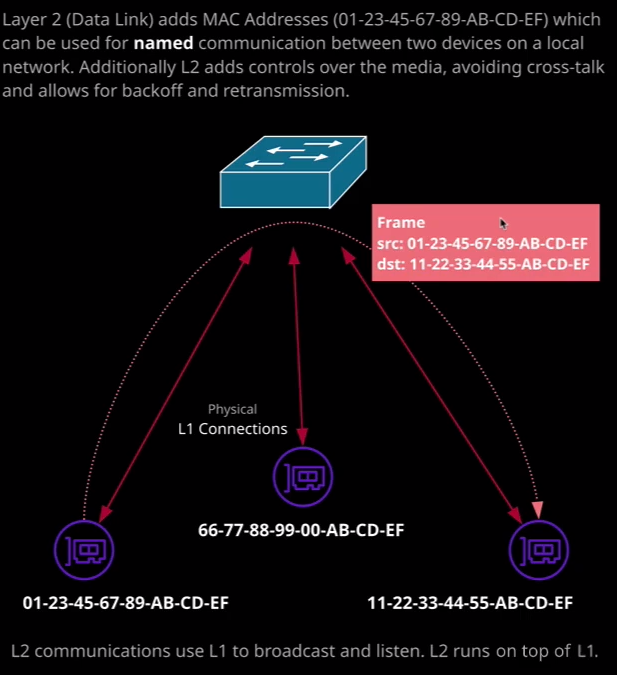 Layer 2 (Data Link) adds MAC Addresses (01-23-45-67-89-AB-CD-EF) which
can be used for named communication between two devices on a local
network. Additionally L2 adds controls over the media, avoiding cross-talk
and allows for backoff and retransmission.
Frame
src: 01-23-45-67-89-AB-CD-EF
dst: 11-22-33-44-55-AB-CD-EF
Physical
L1 Connections
66-77-88-99-00-AB-CD-EF
01-23-45-67-89-AB-CD-EF
11-22-33-44-55-AB-CD-EF
L2 communications use L1 to broadcast and listen. L2 runs on top of L1.